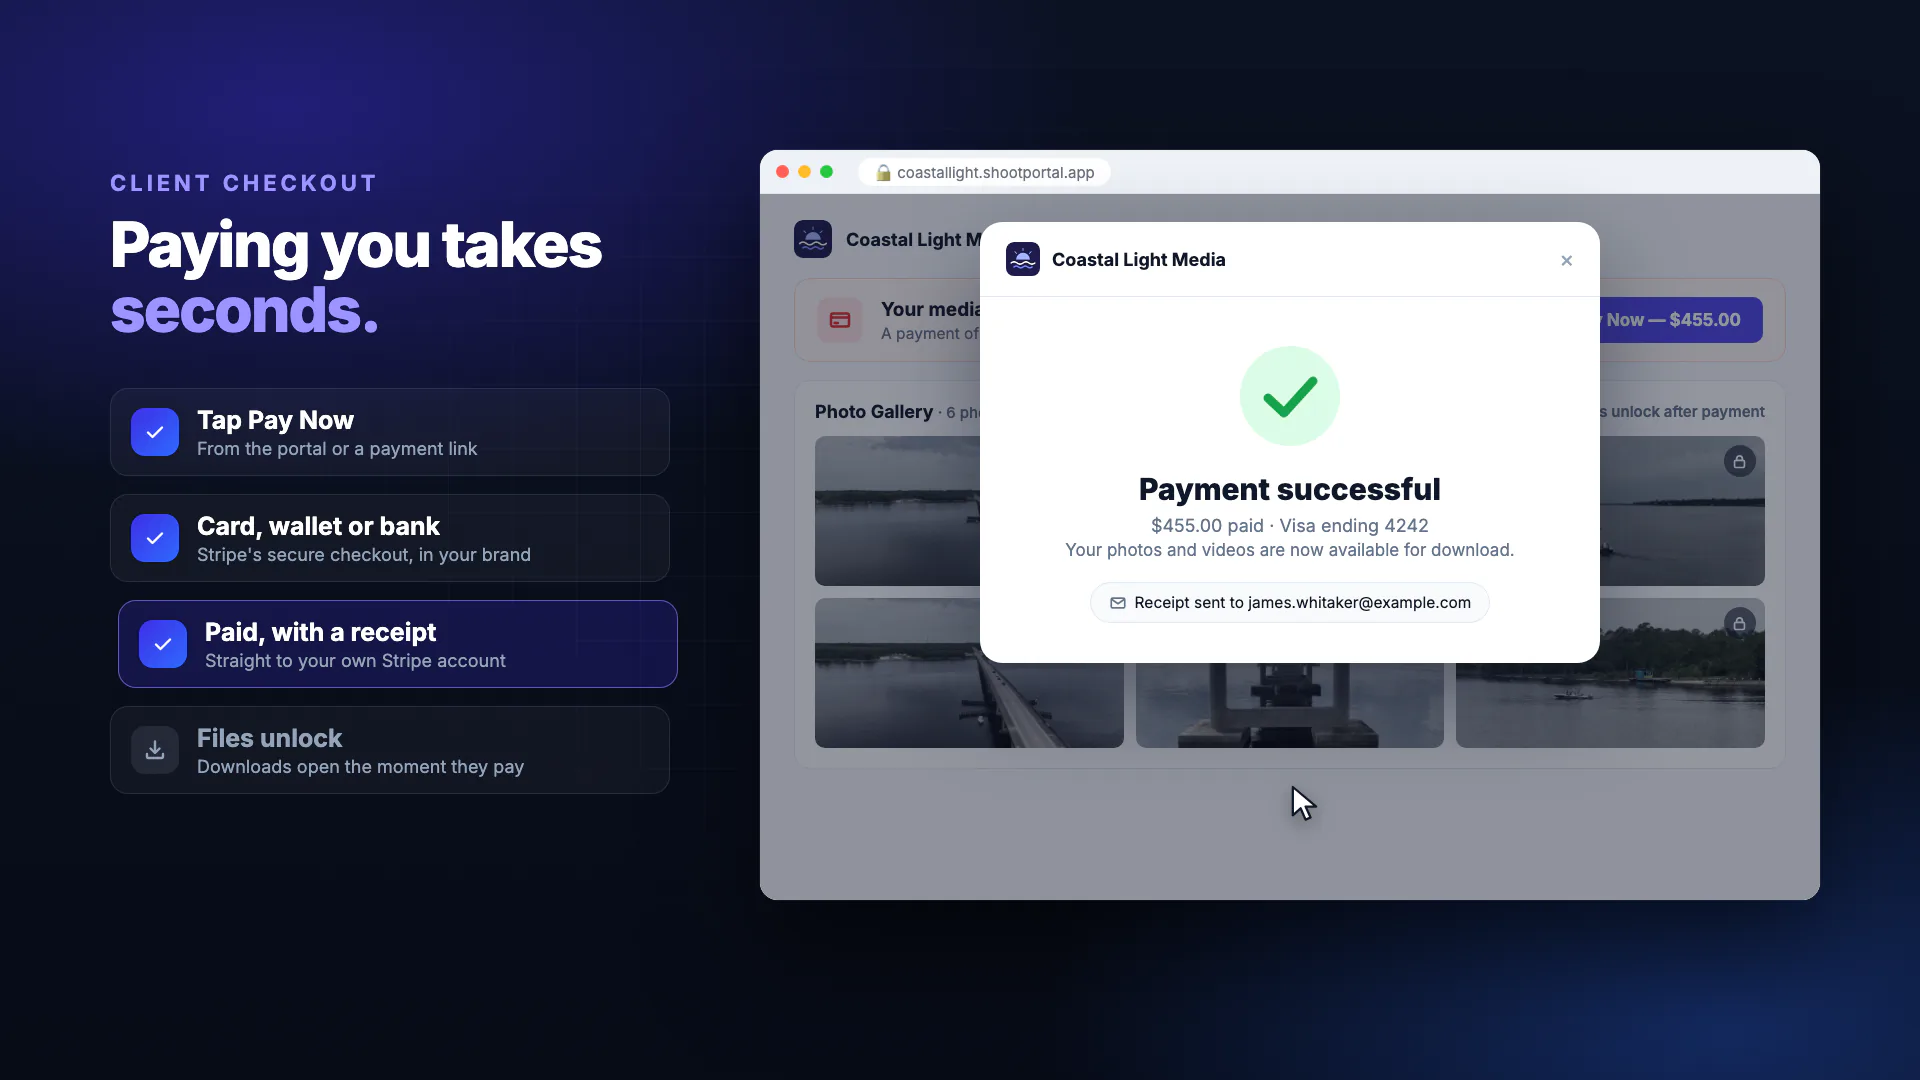 CLIENT CHECKOUT
Paying you takes
seconds.
Tap Pay Now
From the portal or a payment link
Card, wallet or bank
Stripe's secure checkout, in your brand
Paid, with a receipt
Straight to your own Stripe account
Files unlock
Downloads open the moment they pay
coastallight.shootportal.app
Coastal Light M
Your media
A payment of
Now — $455.00
Photo Gallery · 6 pho
s unlock after payment
Coastal Light Media
Payment successful
$455.00 paid · Visa ending 4242
Your photos and videos are now available for download.
Receipt sent to james.whitaker@example.com